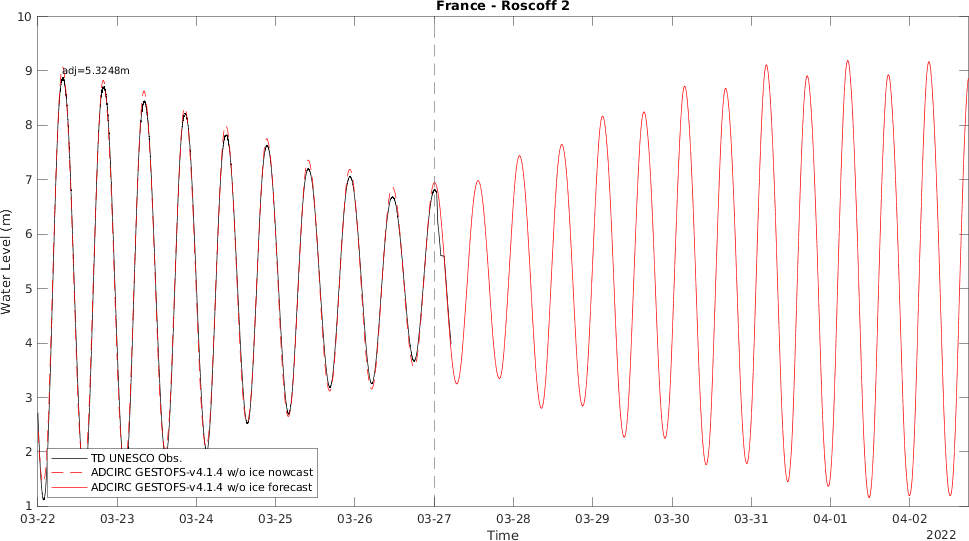 France - Roscoff 2
10
9
8
7
6
5
4
3
2
1
Water Level (m)
adj=5.3248m
TD UNESCO Obs.
ADCIRC GESTOFS-v4.1.4 w/o ice nowcast
ADCIRC GESTOFS-v4.1.4 w/o ice forecast
03-22 03-23 03-24 03-25 03-26 03-27 03-28 03-29 03-30 03-31 04-01 04-02
Time
2022